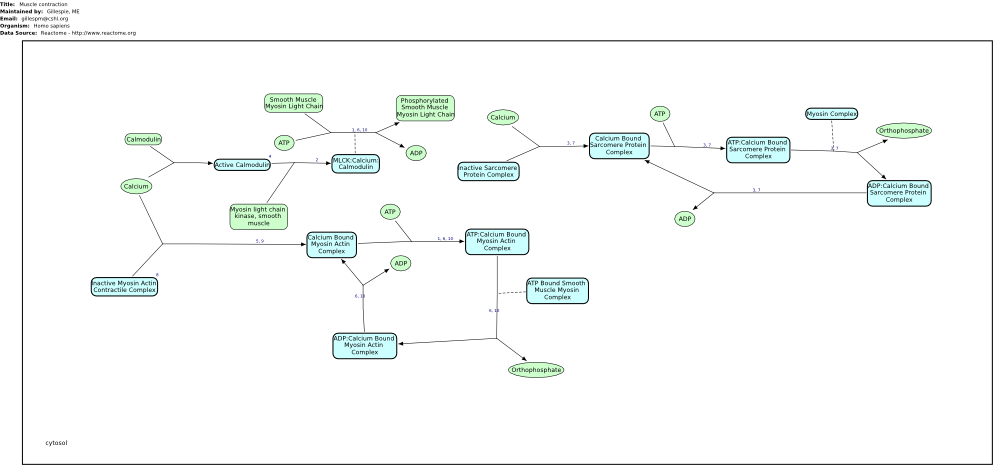 Title: Muscle contraction
Maintained by: Gillespie, ME
Email: gillespm@cshl.org
Organism: Homo sapiens
Data Source: Reactome - http://www.reactome.org
Smooth Muscle
Myosin Light Chain
Phosphorylated
Smooth Muscle
Myosin Light Chain
1, 6, 10
ATP
ADP
Calmodulin
Active Calmodulin
4
2
MLCK:Calcium:
Calmodulin
Calcium
Myosin light chain
kinase, smooth
muscle
Calcium
Inactive Sarcomere
Protein Complex
3, 7
Calcium Bound
Sarcomere Protein
Complex
ATP
3, 7
ATP:Calcium Bound
Sarcomere Protein
Complex
Myosin Complex
3, 7
Orthophosphate
ADP:Calcium Bound
Sarcomere Protein
Complex
3, 7
ADP
5, 9
Inactive Myosin Actin
Contractile Complex
8
Calcium Bound
Myosin Actin
Complex
ATP
1, 6, 10
ATP:Calcium Bound
Myosin Actin
Complex
ADP
6, 10
ATP Bound Smooth
Muscle Myosin
Complex
6, 10
ADP:Calcium Bound
Myosin Actin
Complex
Orthophosphate
cytosol